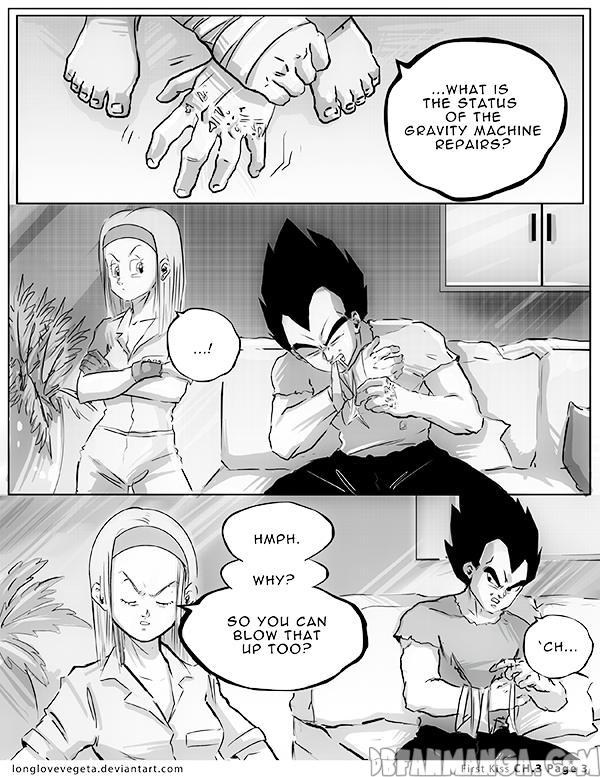 ...WHAT IS
THE STATUS
OF THE
GRAVITY MACHINE
REPAIRS?
...!
HMPH.
WHY?
SO YOU CAN
BLOW THAT
UP TOO?
'CH...
longlovevegeta.deviantart.com
DBFANMANGA.COM
First Kiss CH.3 Page 3